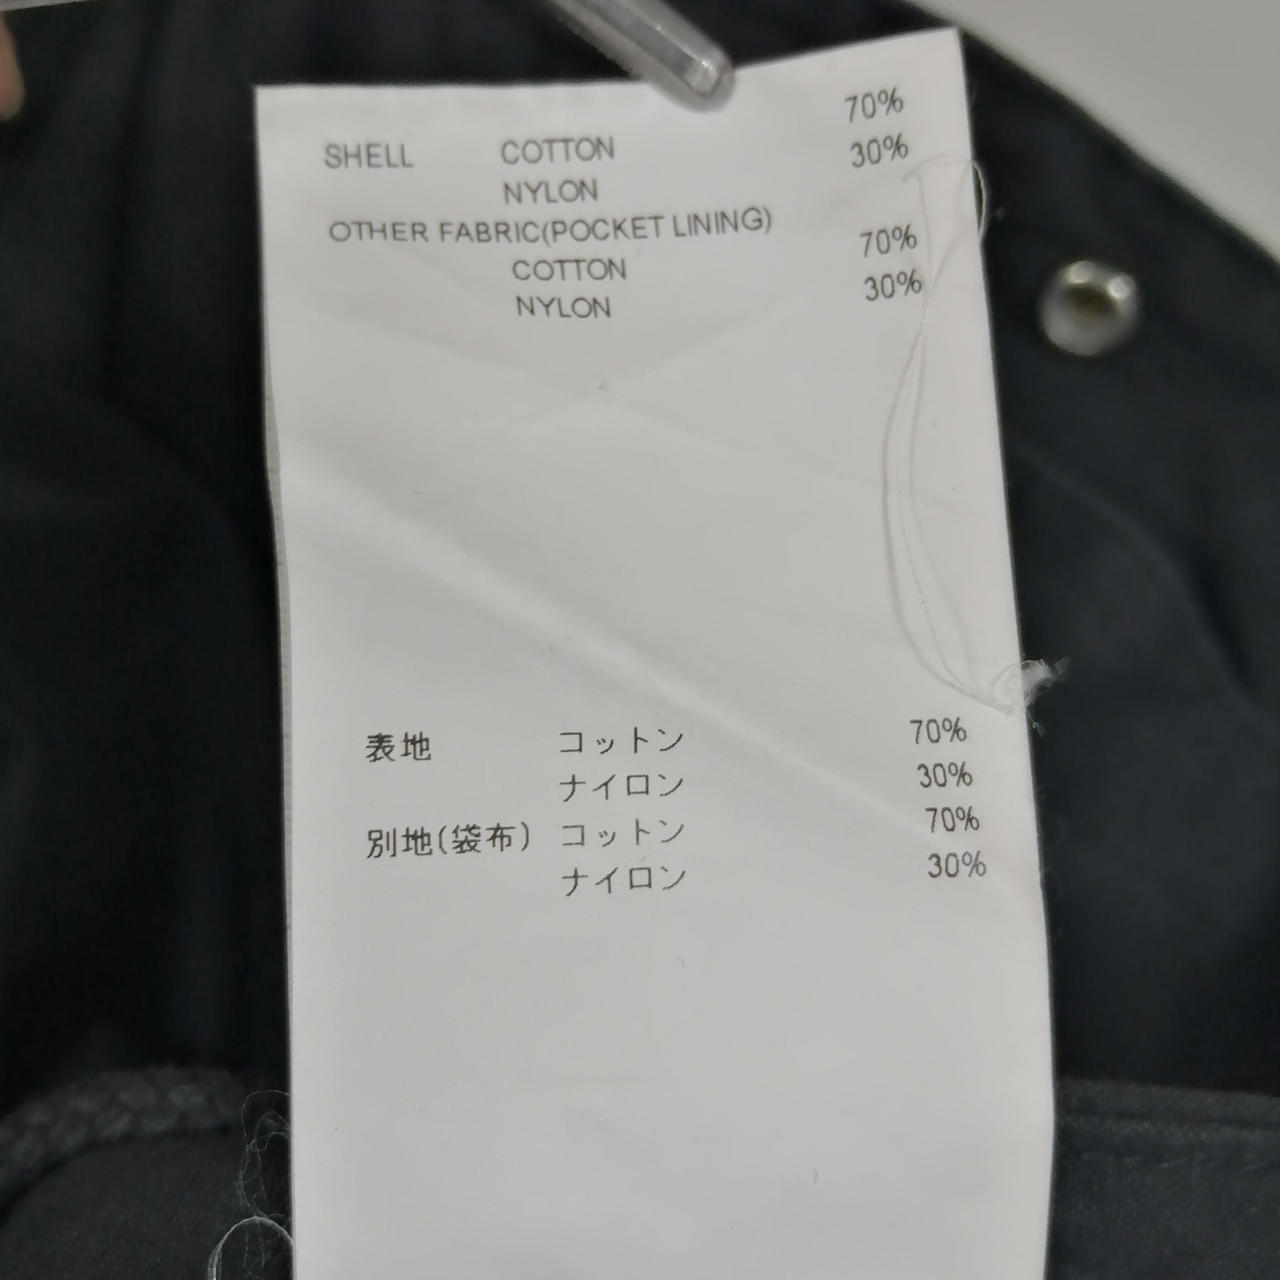 SHELL COTTON 70%
NYLON 30%
OTHER FABRIC(POCKET LINING)
COTTON 70%
NYLON 30%
表地 コットン 70%
ナイロン 30%
別地(袋布) コットン 70%
ナイロン 30%